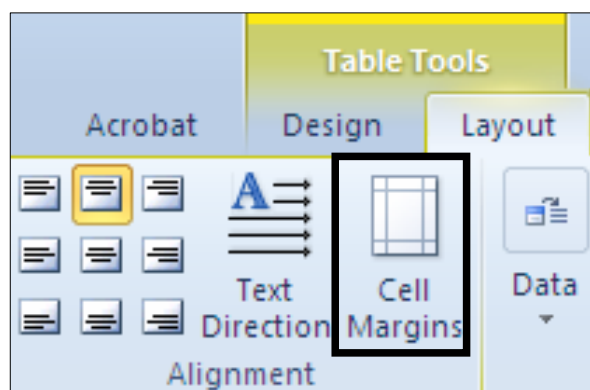 Table Tools
Acrobat Design Layout
A
Text Direction
Cell Margins
Data
Alignment